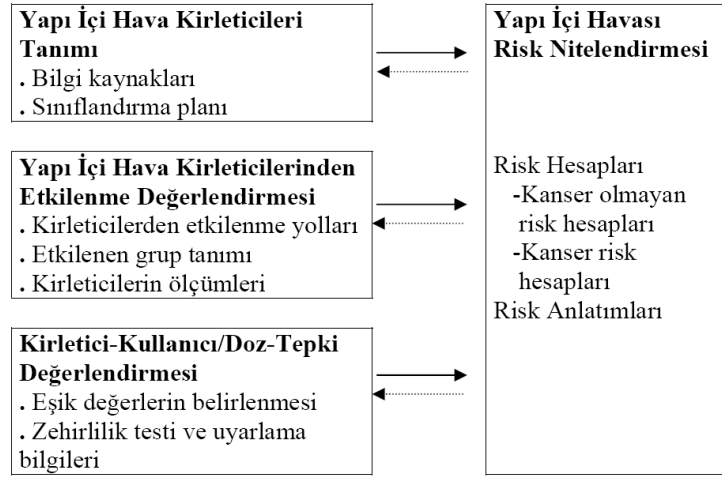 Yapı İçi Hava Kirleticileri
Tanımı
. Bilgi kaynakları
. Sınıflandırma planı
Yapı İçi Hava Kirleticilerinden
Etkilenme Değerlendirmesi
. Kirleticilerden etkilenme yolları
. Etkilenen grup tanımı
. Kirleticilerin ölçümleri
Kirletici-Kullanıcı/Doz-Tepki
Değerlendirmesi
. Eşik değerlerin belirlenmesi
. Zehirlilik testi ve uyarlama
bilgileri
Yapı İçi Havası
Risk Nitelendirmesi
Risk Hesapları
-Kanser olmayan
risk hesapları
-Kanser risk
hesapları
Risk Anlatımları